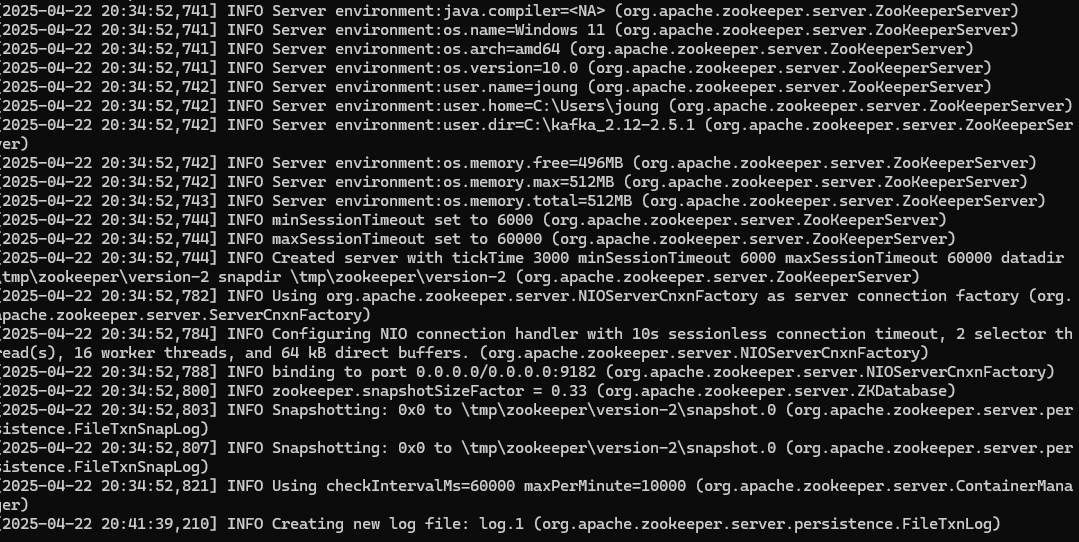 [2025-04-22 20:34:52,741] INFO Server environment:java.compiler=<NA> (org.apache.zookeeper.server.ZooKeeperServer)
[2025-04-22 20:34:52,741] INFO Server environment:os.name=Windows 11 (org.apache.zookeeper.server.ZooKeeperServer)
[2025-04-22 20:34:52,741] INFO Server environment:os.arch=amd64 (org.apache.zookeeper.server.ZooKeeperServer)
[2025-04-22 20:34:52,741] INFO Server environment:os.version=10.0 (org.apache.zookeeper.server.ZooKeeperServer)
[2025-04-22 20:34:52,742] INFO Server environment:user.name=joung (org.apache.zookeeper.server.ZooKeeperServer)
[2025-04-22 20:34:52,742] INFO Server environment:user.home=C:\Users\joung (org.apache.zookeeper.server.ZooKeeperServer)
[2025-04-22 20:34:52,742] INFO Server environment:user.dir=C:\kafka_2.12-2.5.1 (org.apache.zookeeper.server.ZooKeeperSer
ver)
[2025-04-22 20:34:52,742] INFO Server environment:os.memory.free=496MB (org.apache.zookeeper.server.ZooKeeperServer)
[2025-04-22 20:34:52,742] INFO Server environment:os.memory.max=512MB (org.apache.zookeeper.server.ZooKeeperServer)
[2025-04-22 20:34:52,743] INFO Server environment:os.memory.total=512MB (org.apache.zookeeper.server.ZooKeeperServer)
[2025-04-22 20:34:52,744] INFO minSessionTimeout set to 6000 (org.apache.zookeeper.server.ZooKeeperServer)
[2025-04-22 20:34:52,744] INFO maxSessionTimeout set to 60000 (org.apache.zookeeper.server.ZooKeeperServer)
[2025-04-22 20:34:52,744] INFO Created server with tickTime 3000 minSessionTimeout 6000 maxSessionTimeout 60000 datadir
\tmp\zookeeper\version-2 snapdir \tmp\zookeeper\version-2 (org.apache.zookeeper.server.ZooKeeperServer)
[2025-04-22 20:34:52,782] INFO Using org.apache.zookeeper.server.NIOServerCnxnFactory as server connection factory (org.
apache.zookeeper.server.ServerCnxnFactory)
[2025-04-22 20:34:52,784] INFO Configuring NIO connection handler with 10s sessionless connection timeout, 2 selector th
read(s), 16 worker threads, and 64 kB direct buffers. (org.apache.zookeeper.server.NIOServerCnxnFactory)
[2025-04-22 20:34:52,788] INFO binding to port 0.0.0.0/0.0.0.0:9182 (org.apache.zookeeper.server.NIOServerCnxnFactory)
[2025-04-22 20:34:52,800] INFO zookeeper.snapshotSizeFactor = 0.33 (org.apache.zookeeper.server.ZKDatabase)
[2025-04-22 20:34:52,803] INFO Snapshotting: 0x0 to \tmp\zookeeper\version-2\snapshot.0 (org.apache.zookeeper.server.per
sistence.FileTxnSnapLog)
[2025-04-22 20:34:52,807] INFO Snapshotting: 0x0 to \tmp\zookeeper\version-2\snapshot.0 (org.apache.zookeeper.server.per
sistence.FileTxnSnapLog)
[2025-04-22 20:34:52,821] INFO Using checkIntervalMs=60000 maxPerMinute=10000 (org.apache.zookeeper.server.ContainerMana
ger)
[2025-04-22 20:41:39,210] INFO Creating new log file: log.1 (org.apache.zookeeper.server.persistence.FileTxnLog)